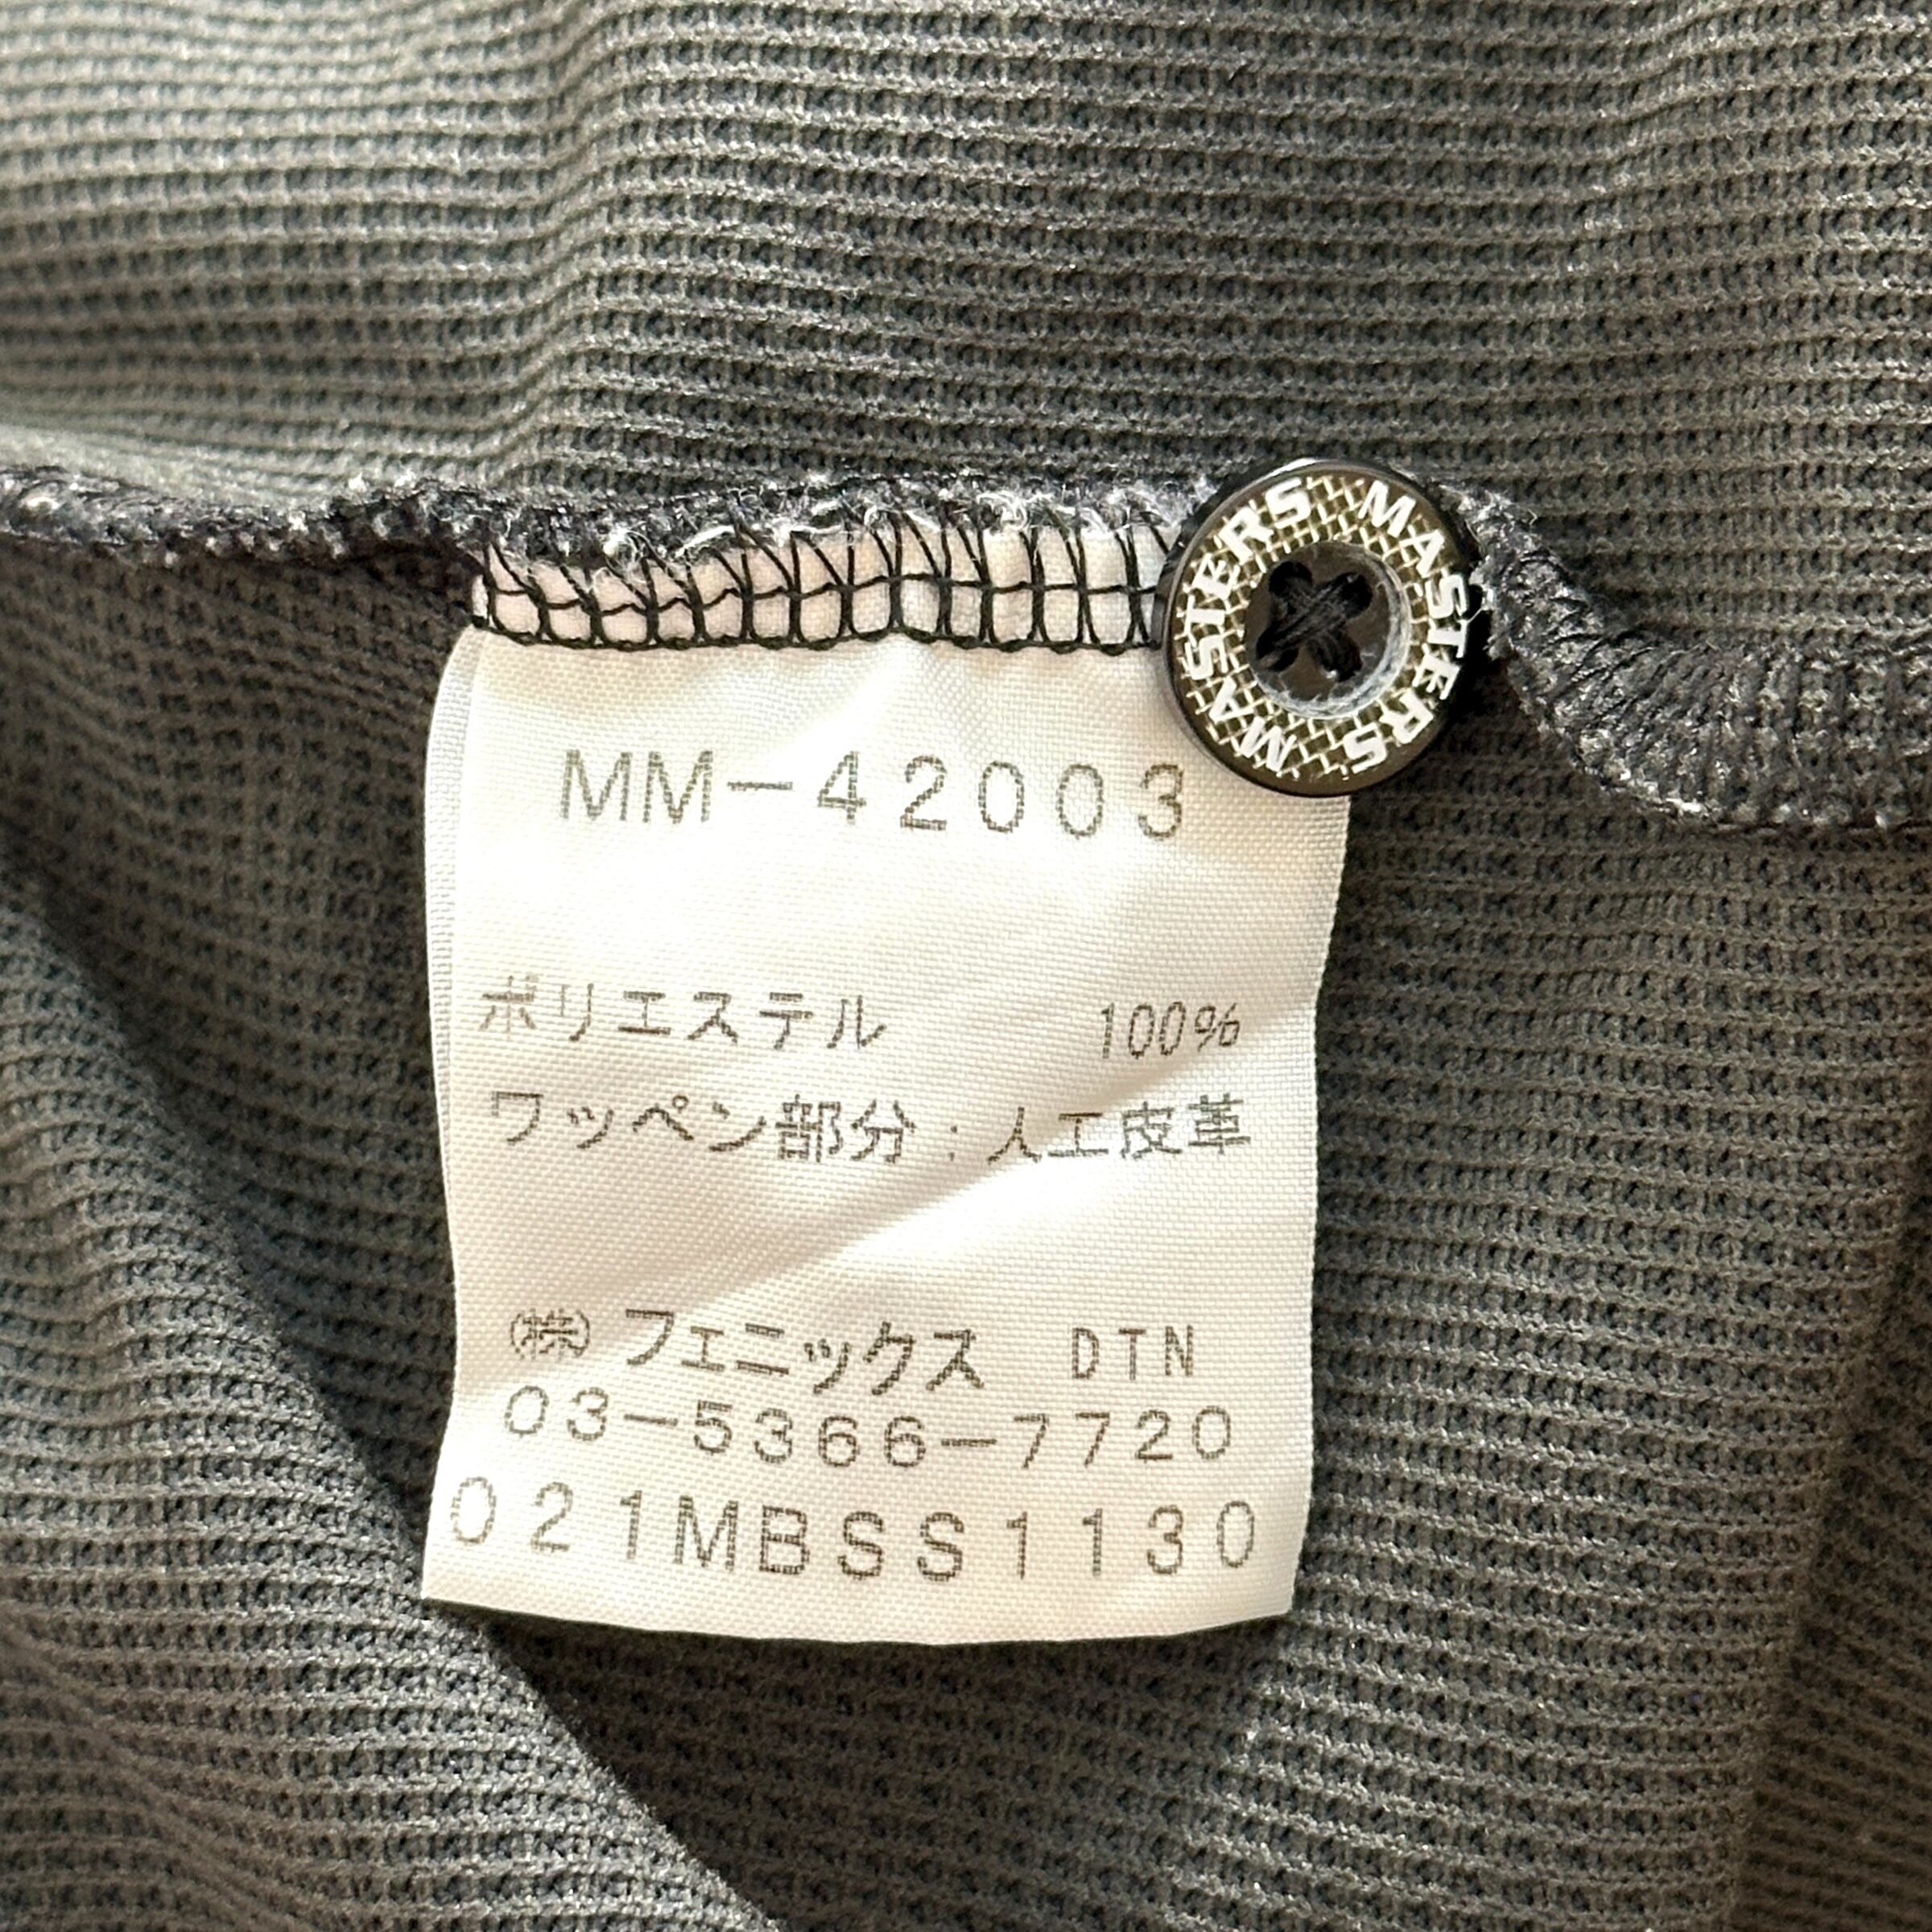 MASTERS MASTERS MASTERS
MM-42003
ポリエステル 100%
ワッペン部分:人工皮革
㈱ フェニックス DTN
03-5366-7720
021MBSS1130